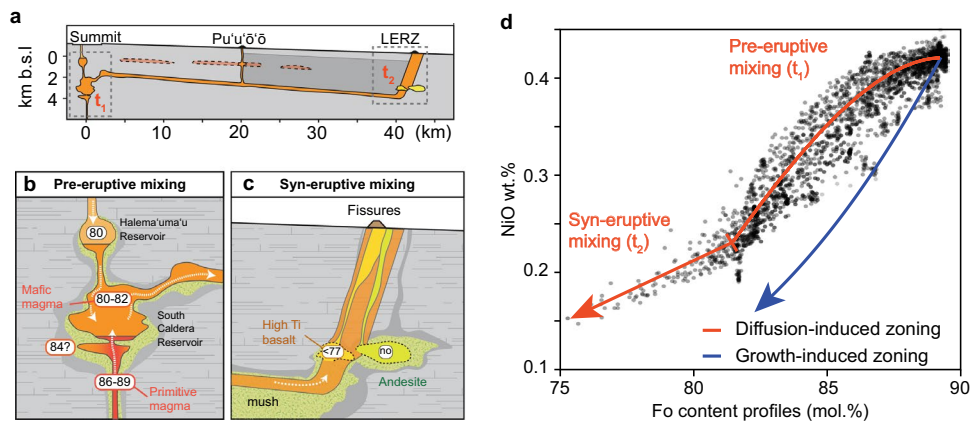 a
Summit
Pu‘u‘ō‘ō
LERZ
km b.s.l
0
2
4
t1
t2
0
10
20
30
40
(km)
b
Pre-eruptive mixing
80
Halema‘uma‘u
Reservoir
Mafic
magma
80-82
South
Caldera
Reservoir
84?
86-89
Primitive
magma
c
Syn-eruptive mixing
Fissures
High Ti
basalt
<77
no
Andesite
mush
d
NiO wt.%
0.4
0.3
0.2
0.1
Pre-eruptive
mixing (t1)
Syn-eruptive
mixing (t2)
Diffusion-induced zoning
Growth-induced zoning
75
80
85
90
Fo content profiles (mol.%)